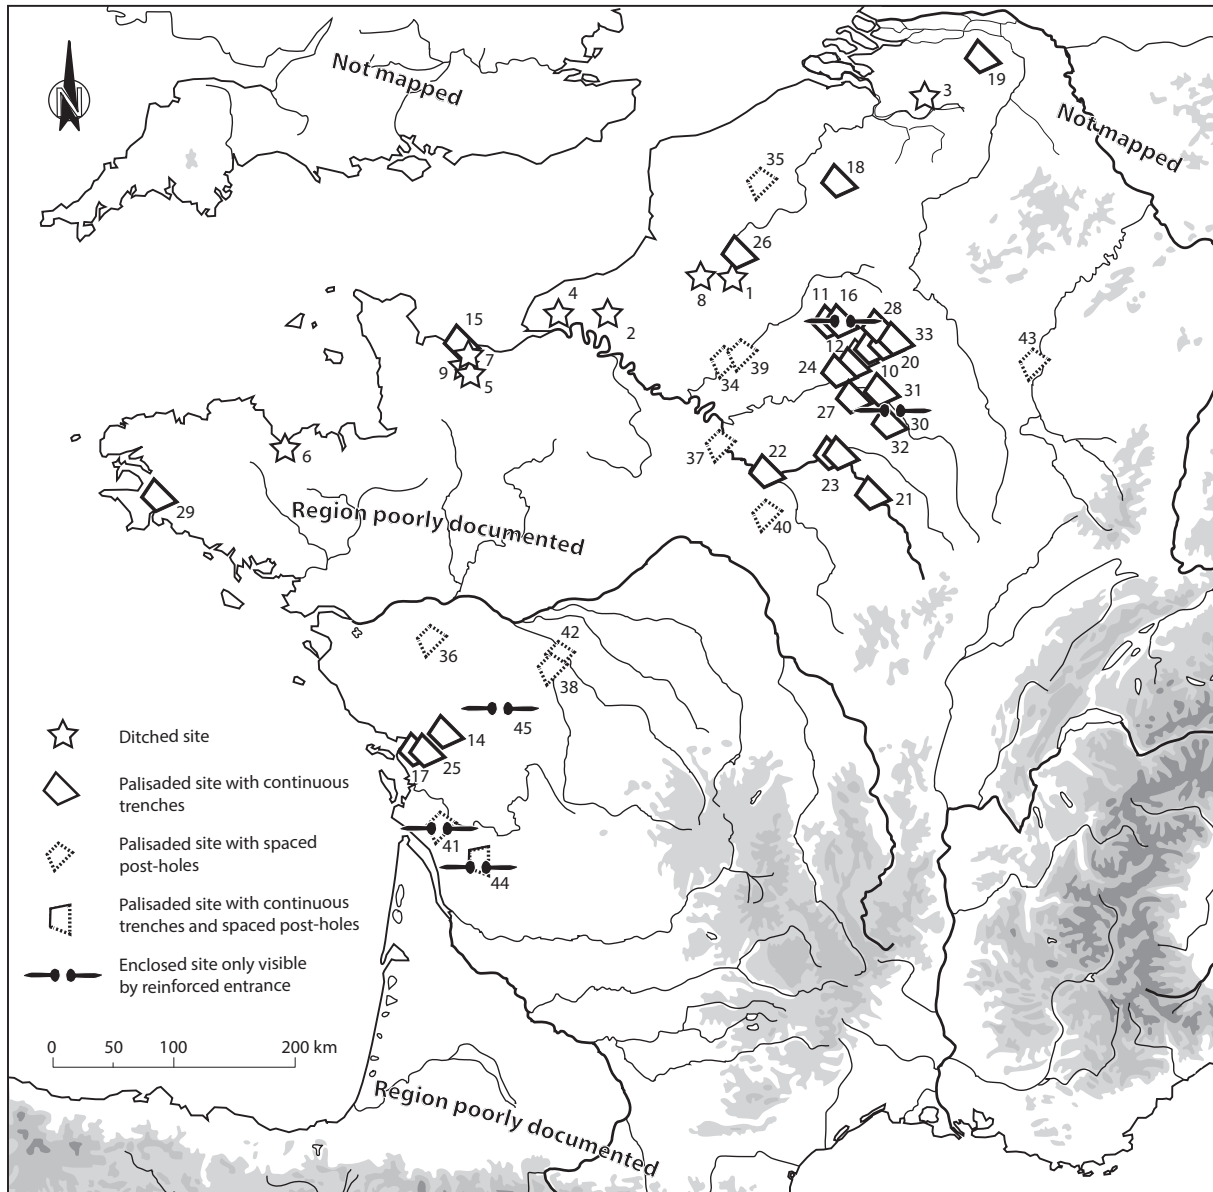 Not mapped
N
19
3
Not mapped
35
18
26
8
1
4
2
11
16
28
15
7
9
5
33
12
20
10
24
34
39
43
31
27
30
32
6
37
22
23
29
21
40
Region poorly documented
42
36
38
45
14
17
25
41
44
Ditched site
Palisaded site with continuous
trenches
Palisaded site with spaced
post-holes
Palisaded site with continuous
trenches and spaced post-holes
Enclosed site only visible
by reinforced entrance
0 50 100 200 km
Region poorly documented